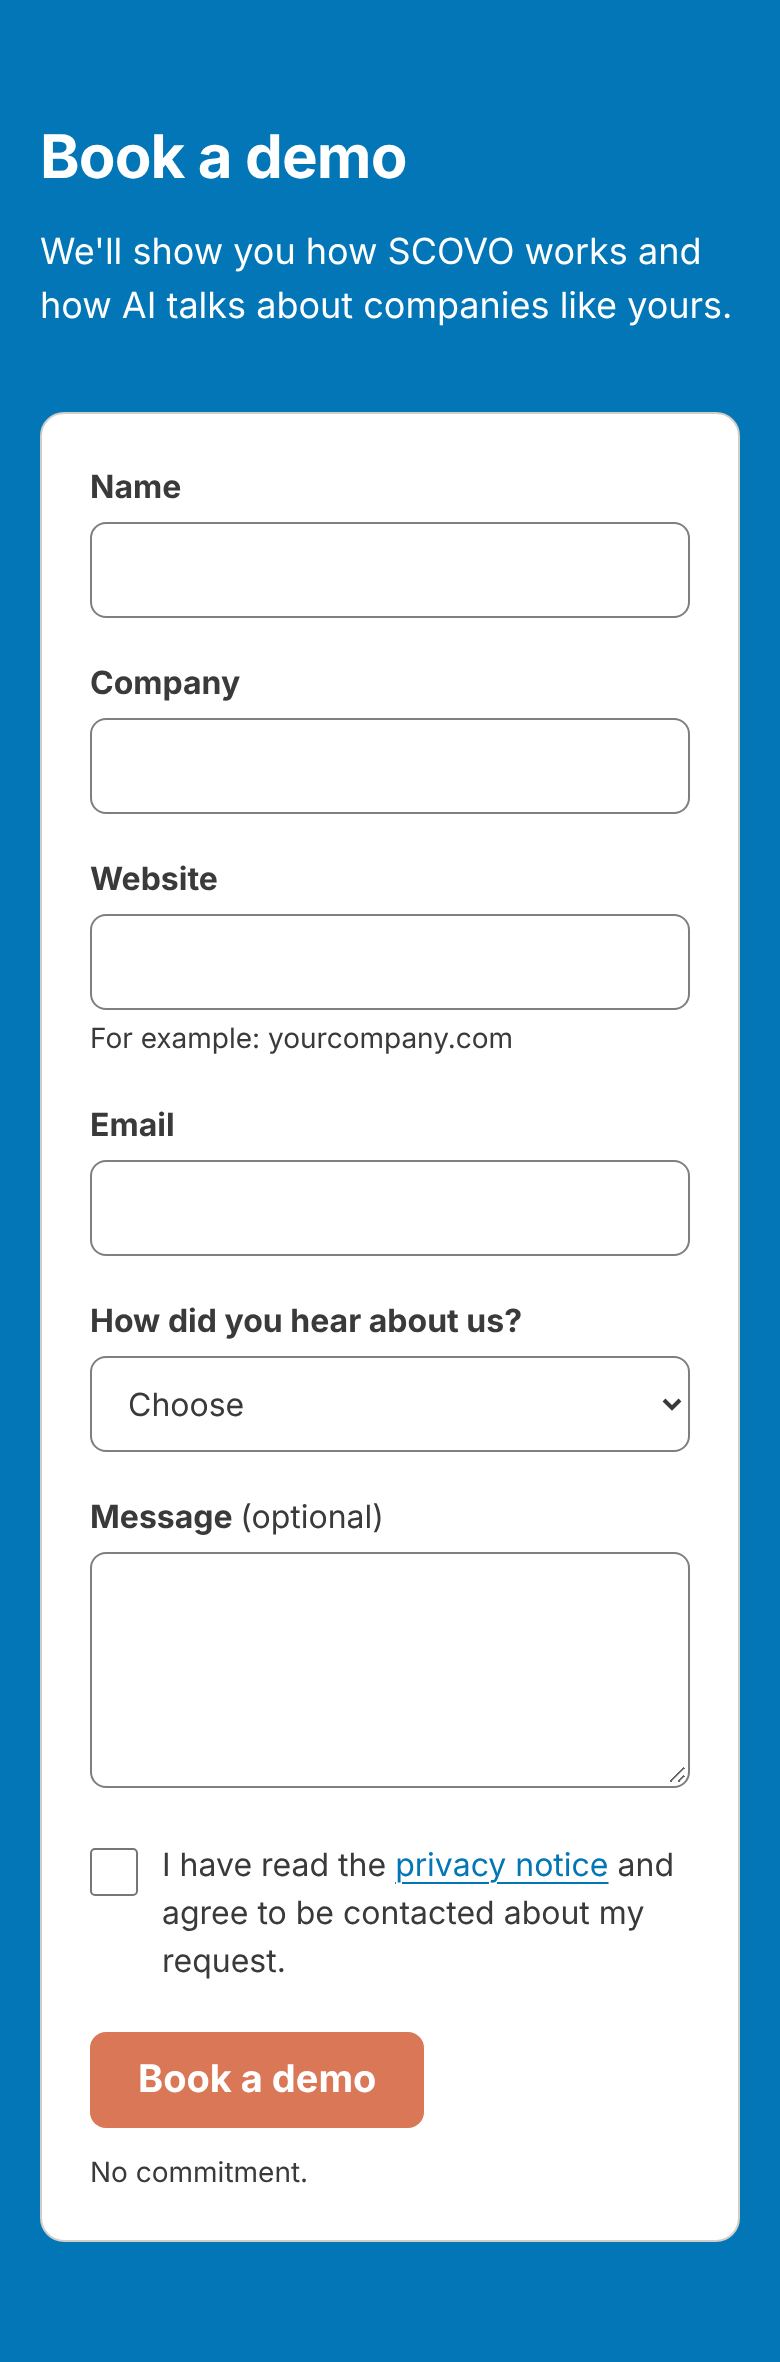 Book a demo
We'll show you how SCOVO works and
how AI talks about companies like yours.
Name
Company
Website
For example: yourcompany.com
Email
How did you hear about us?
Choose
Message (optional)
I have read the privacy notice and
agree to be contacted about my
request.
Book a demo
No commitment.